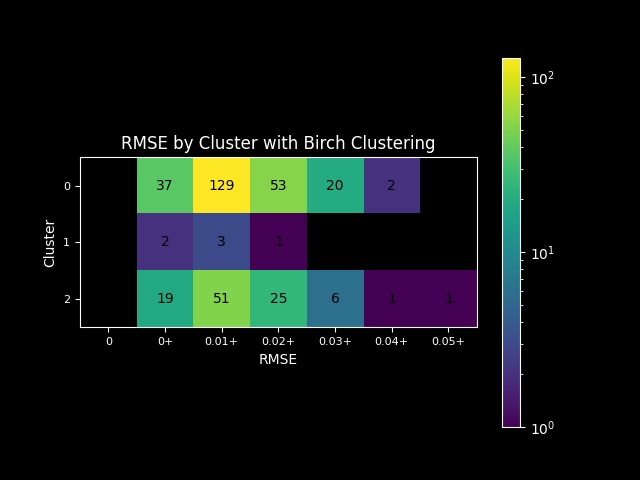 RMSE by Cluster with Birch Clustering
Cluster
0 37 129 53 20 2
1 2 3 1
2 19 51 25 6 1 1
0 0+ 0.01+ 0.02+ 0.03+ 0.04+ 0.05+
RMSE
10²
10¹
10⁰